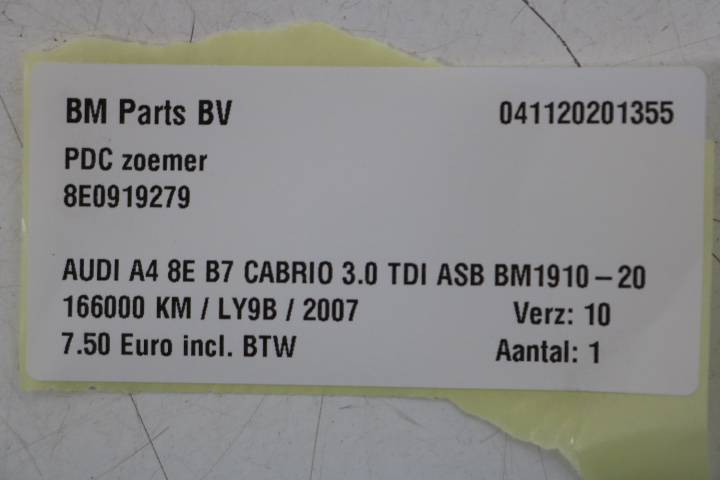 BM Parts BV 041120201355
PDC zoemer
8E0919279
AUDI A4 8E B7 CABRIO 3.0 TDI ASB BM1910-20
166000 KM / LY9B / 2007 Verz: 10
7.50 Euro incl. BTW Aantal: 1